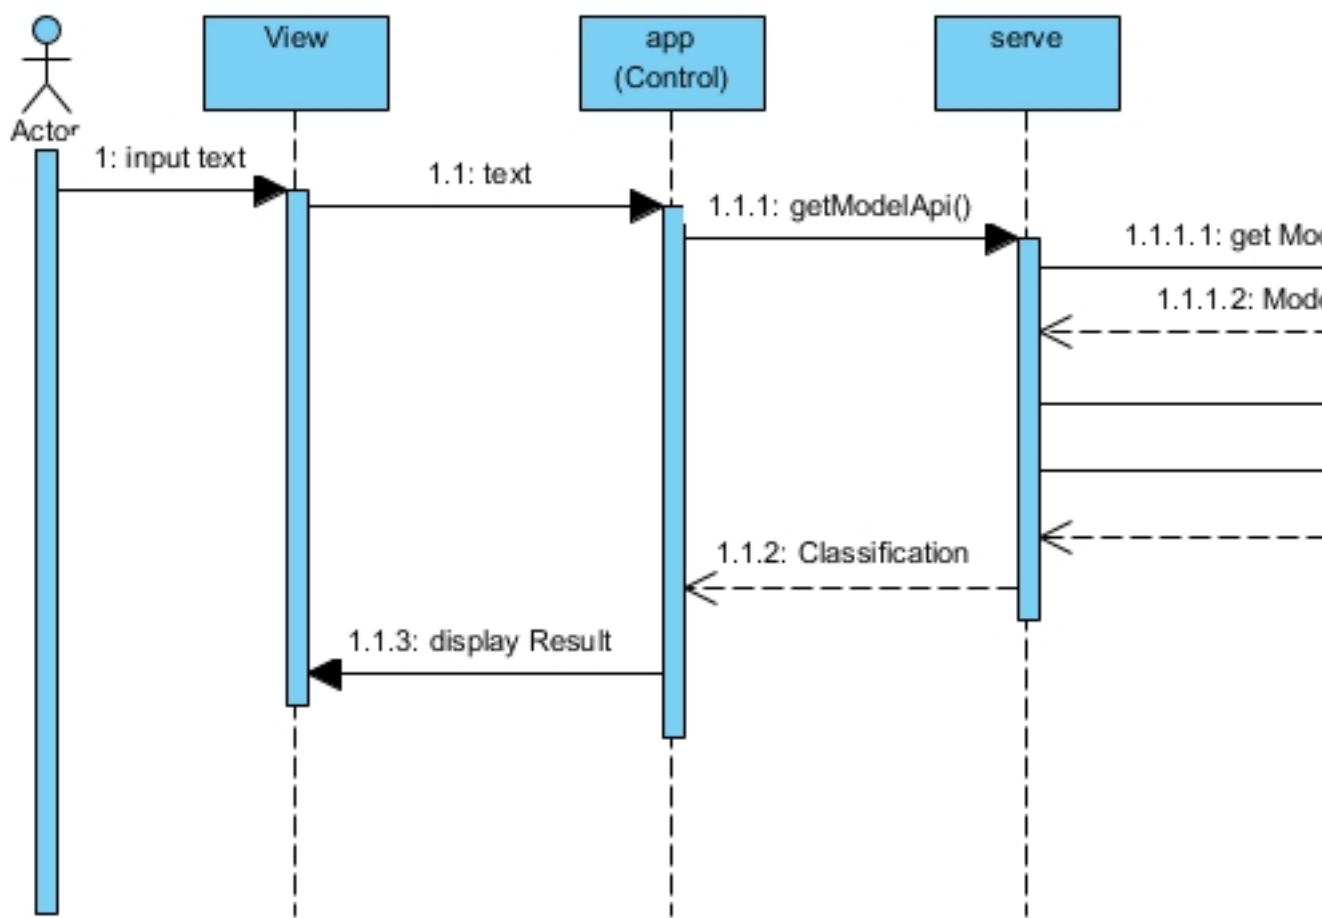 View
app
(Control)
serve
Actor
1: input text
1.1: text
1.1.1: getModelApi()
1.1.1.1: get
1.1.1.2:
1.1.2: Classification
1.1.3: display Result